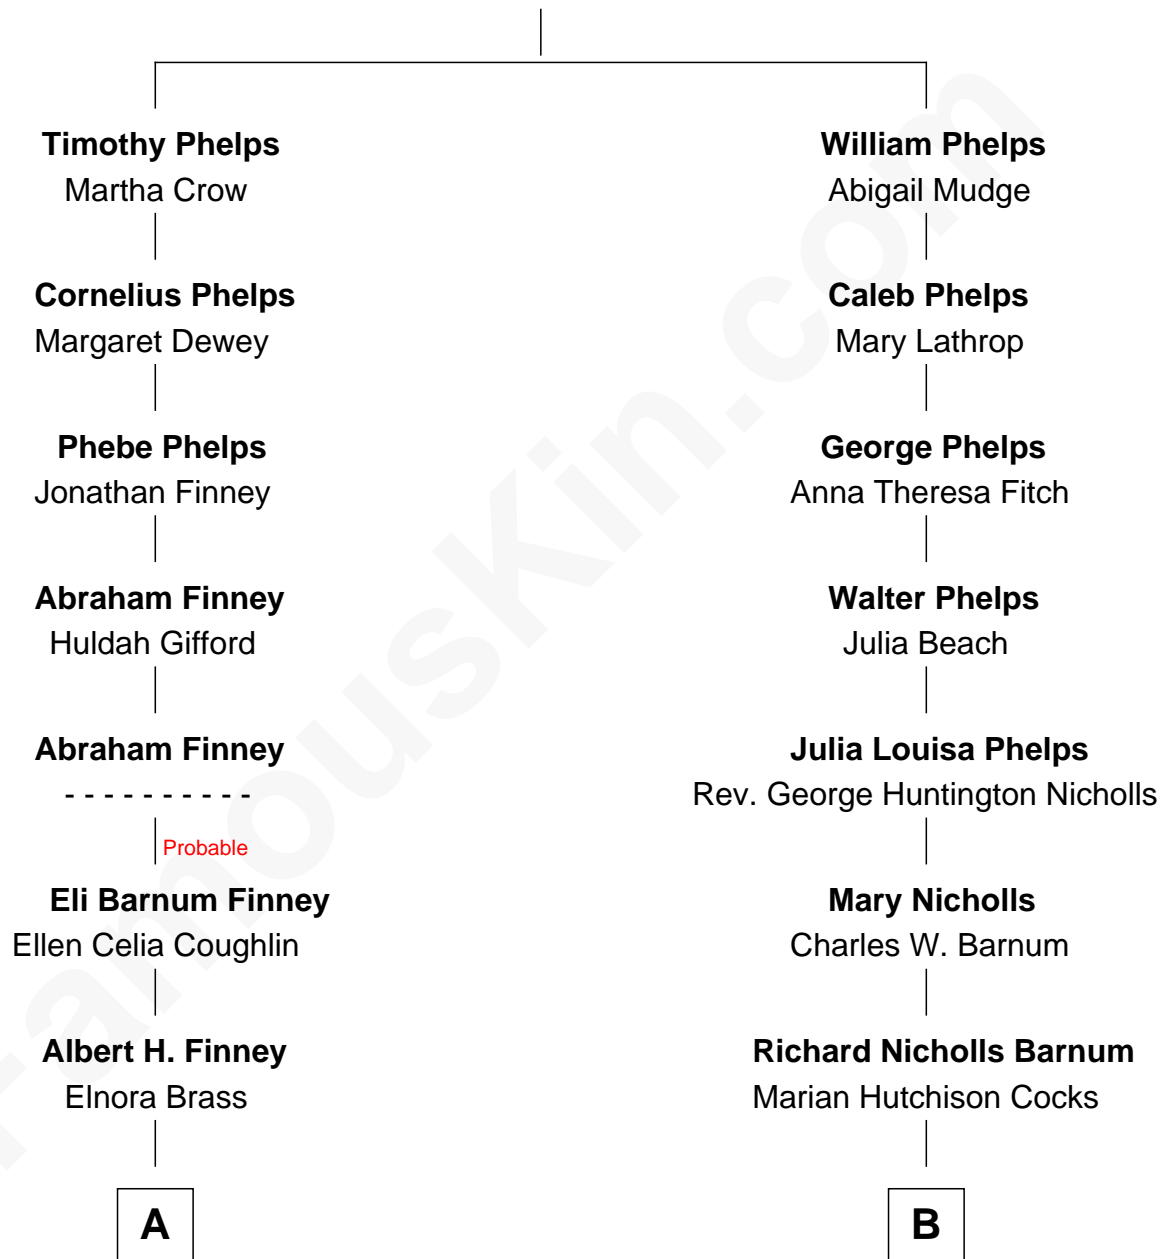 Timothy Phelps
Martha Crow
William Phelps
Abigail Mudge
Cornelius Phelps
Margaret Dewey
Caleb Phelps
Mary Lathrop
Phebe Phelps
Jonathan Finney
George Phelps
Anna Theresa Fitch
Abraham Finney
Huldah Gifford
Walter Phelps
Julia Beach
Abraham Finney
- - - - - - - - - -
Julia Louisa Phelps
Rev. George Huntington Nicholls
Probable
Eli Barnum Finney
Ellen Celia Coughlin
Mary Nicholls
Charles W. Barnum
Albert H. Finney
Elnora Brass
Richard Nicholls Barnum
Marian Hutchison Cocks
A
B
FamousKin.com